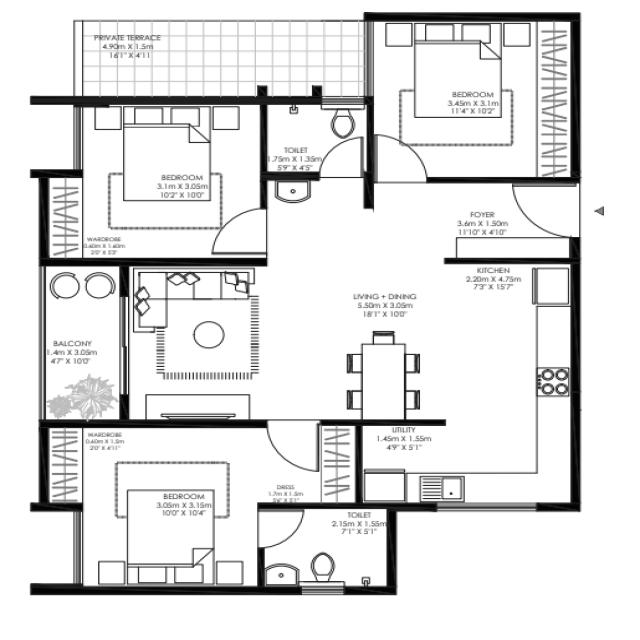 PRIVATE TERRACE
4.90m X 1.5m
16'1" X 4'11
BEDROOM
3.45m X 3.1m
11'4" X 10'2"
TOILET
1.75m X 1.35m
5'9" X 4'5"
BEDROOM
3.1m X 3.05m
10'2" X 10'0"
FOYER
3.6m X 1.50m
11'10" X 4'10"
WARDROBE
0.60m X 1.60m
2'0" X 5'3"
KITCHEN
2.20m X 4.75m
7'3" X 15'7"
LIVING + DINING
5.50m X 3.05m
18'1" X 10'0"
BALCONY
1.4m X 3.05m
4'7" X 10'0"
UTILITY
1.45m X 1.55m
4'9" X 5'1"
WARDROBE
0.60m X 1.5m
2'0" X 4'11"
DRESS
1.7m X 1.5m
5'6" X 5'1"
BEDROOM
3.05m X 3.15m
10'0" X 10'4"
TOILET
2.15m X 1.55m
7'1" X 5'1"